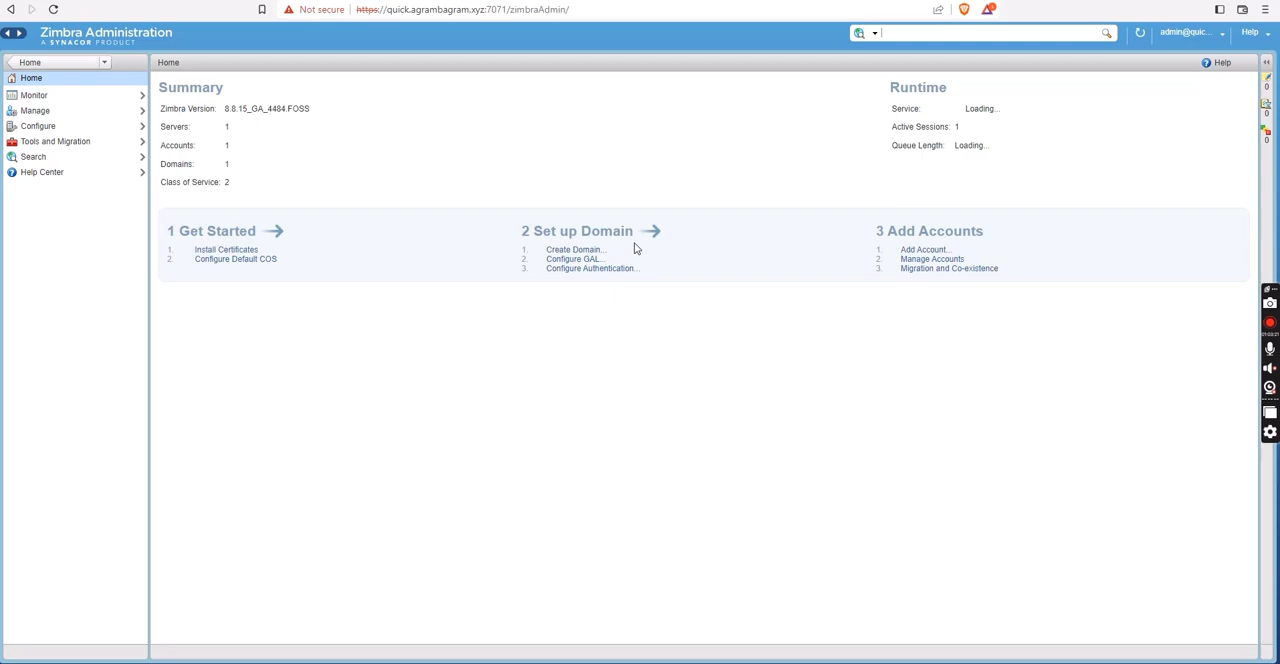 Not secure https://quick.agrambagram.xyz:7071/zimbraAdmin/
Zimbra Administration
A SYNACOR PRODUCT
admin@quic... Help
Home
Home
Help
Home
Monitor
Manage
Configure
Tools and Migration
Search
Help Center
Summary
Zimbra Version: 8.8.15_GA_4484.FOSS
Servers: 1
Accounts: 1
Domains: 1
Class of Service: 2
Runtime
Service: Loading...
Active Sessions: 1
Queue Length: Loading...
1 Get Started
1. Install Certificates
2. Configure Default COS
2 Set up Domain
1. Create Domain...
2. Configure GAL...
3. Configure Authentication...
3 Add Accounts
1. Add Account...
2. Manage Accounts
3. Migration and Co-existence
0
0
0